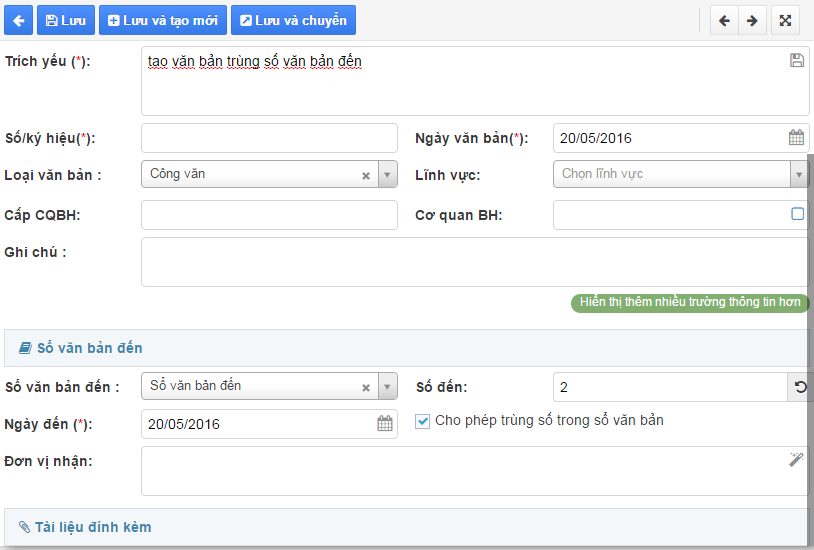 Lưu Lưu và tạo mới Lưu và chuyển
Trích yếu (*): tao văn bản trùng số văn bản đến
Số/ký hiệu(*): Ngày văn bản(*): 20/05/2016
Loại văn bản : Công văn Lĩnh vực: Chọn lĩnh vực
Cấp CQBH: Cơ quan BH:
Ghi chú :
Hiển thị thêm nhiều trường thông tin hơn
Sổ văn bản đến
Sổ văn bản đến : Sổ văn bản đến Số đến: 2
Ngày đến (*): 20/05/2016 Cho phép trùng số trong sổ văn bản
Đơn vị nhận:
Tài liệu đính kèm